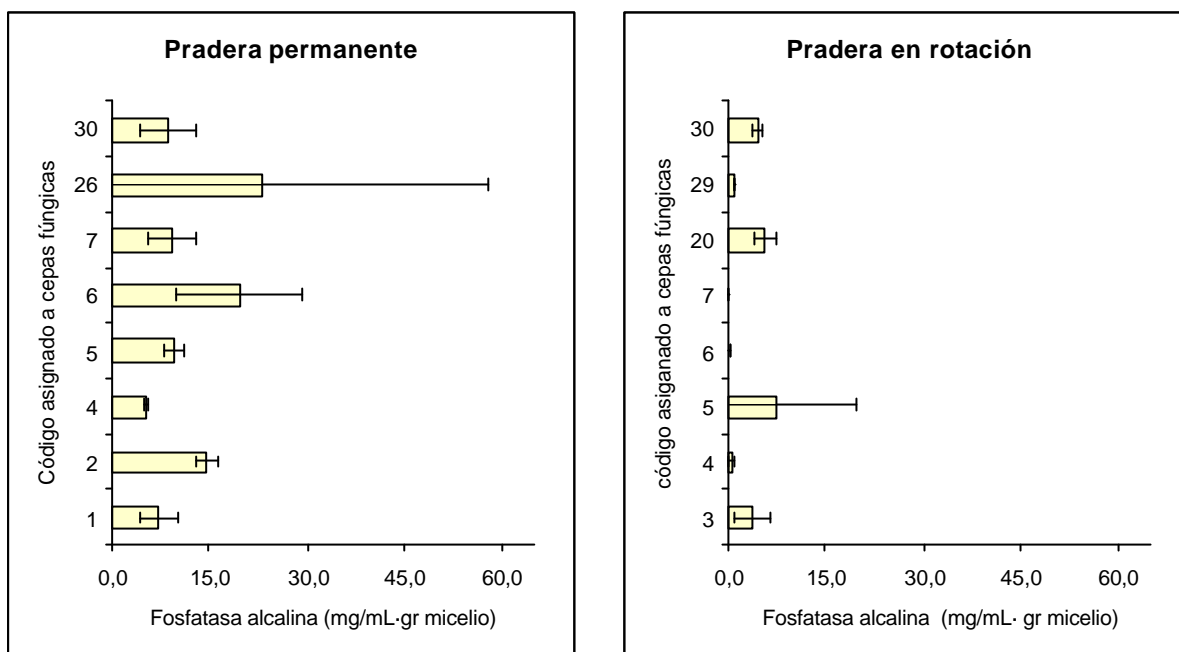 Pradera permanente
Código asignado a cepas fúngicas
30
26
7
6
5
4
2
1
0,0 15,0 30,0 45,0 60,0
Fosfatasa alcalina (mg/mL· gr micelio)
Pradera en rotación
código asiganado a cepas fúngicas
30
29
20
7
6
5
4
3
0,0 15,0 30,0 45,0 60,0
Fosfatasa alcalina (mg/mL· gr micelio)